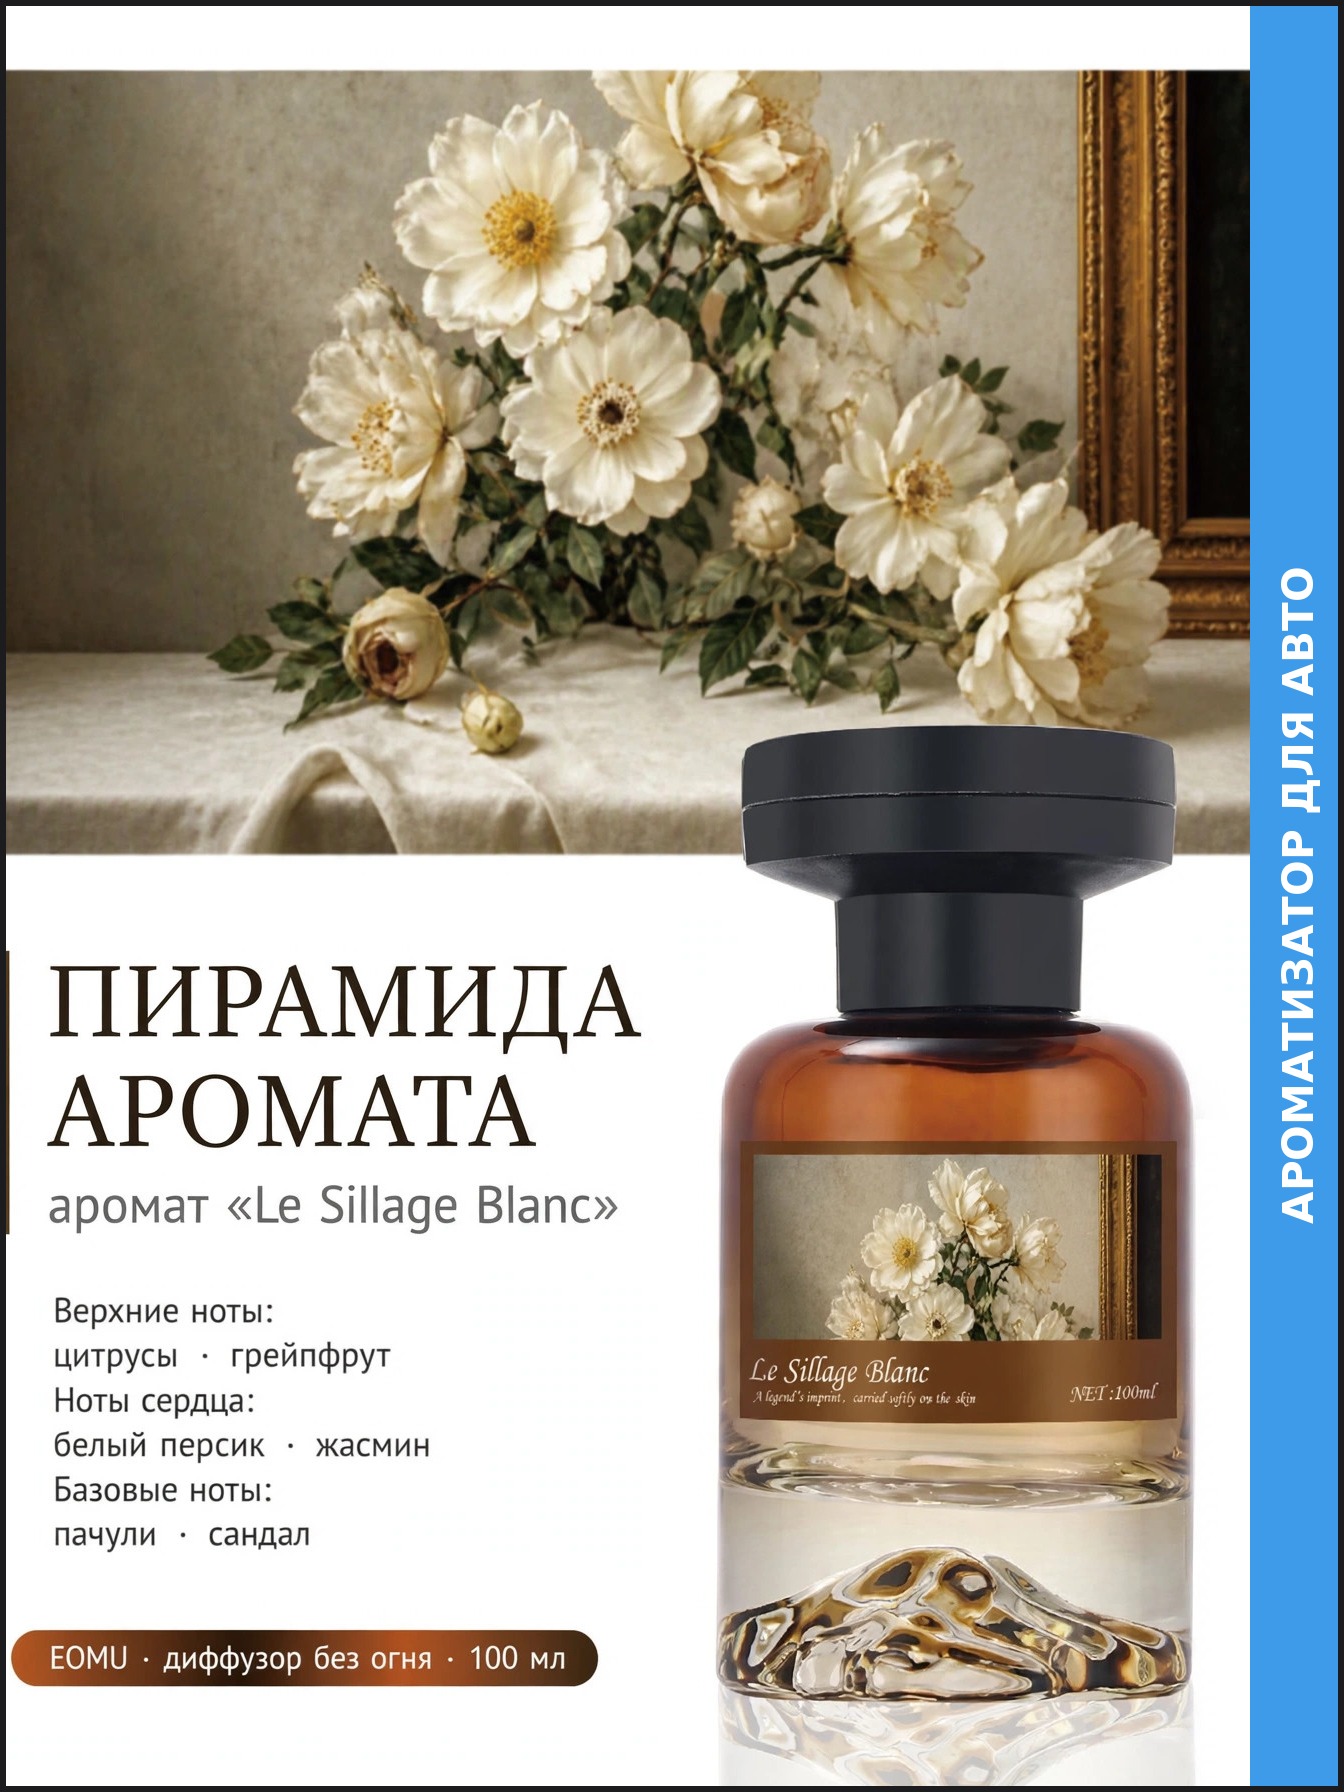 ПИРАМИДА
АРОМАТА
аромат «Le Sillage Blanc»
Верхние ноты:
цитрусы · грейпфрут
Ноты сердца:
белый персик · жасмин
Базовые ноты:
пачули · сандал
EOMU · диффузор без огня · 100 мл
Le Sillage Blanc
A legend's imprint, carried softly on the skin
NET:100ml
АРОМАТИЗАТОР ДЛЯ АВТО